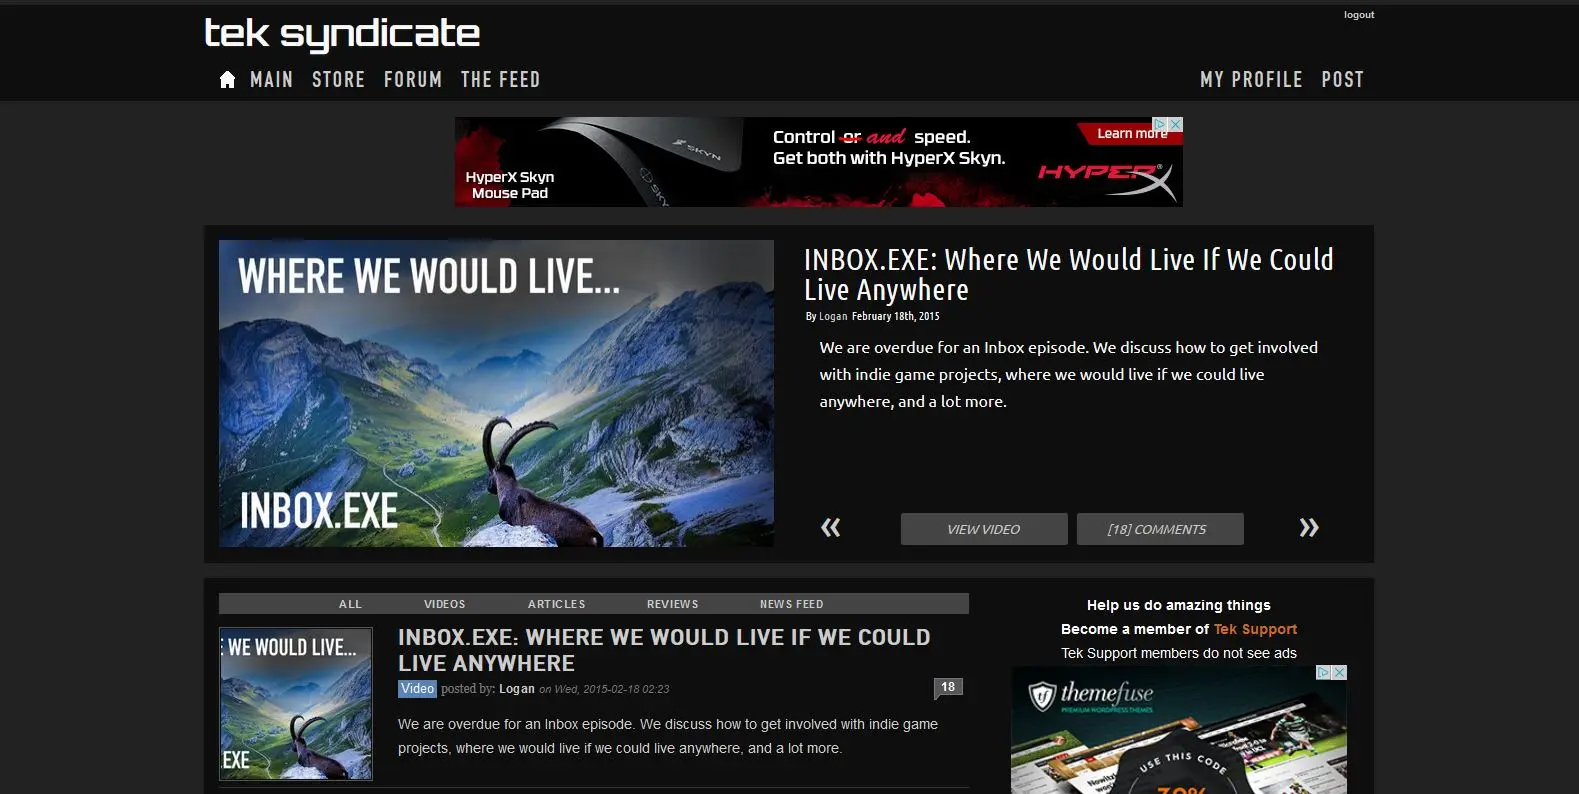 logout
tek syndicate
MAIN STORE FORUM THE FEED
MY PROFILE POST
HyperX Skyn
Mouse Pad
SKYN
Control or and speed.
Get both with HyperX Skyn.
Learn more
HYPERX
WHERE WE WOULD LIVE...
INBOX.EXE
INBOX.EXE: Where We Would Live If We Could
Live Anywhere
By Logan February 18th, 2015
We are overdue for an Inbox episode. We discuss how to get involved
with indie game projects, where we would live if we could live
anywhere, and a lot more.
« VIEW VIDEO [18] COMMENTS »
ALL VIDEOS ARTICLES REVIEWS NEWS FEED
WE WOULD LIVE...
EXE
INBOX.EXE: WHERE WE WOULD LIVE IF WE COULD
LIVE ANYWHERE
Video posted by: Logan on Wed, 2015-02-18 02:23
18
We are overdue for an Inbox episode. We discuss how to get involved with indie game
projects, where we would live if we could live anywhere, and a lot more.
Help us do amazing things
Become a member of Tek Support
Tek Support members do not see ads
tf themefuse
PREMIUM WORDPRESS THEMES
USE THIS CODE